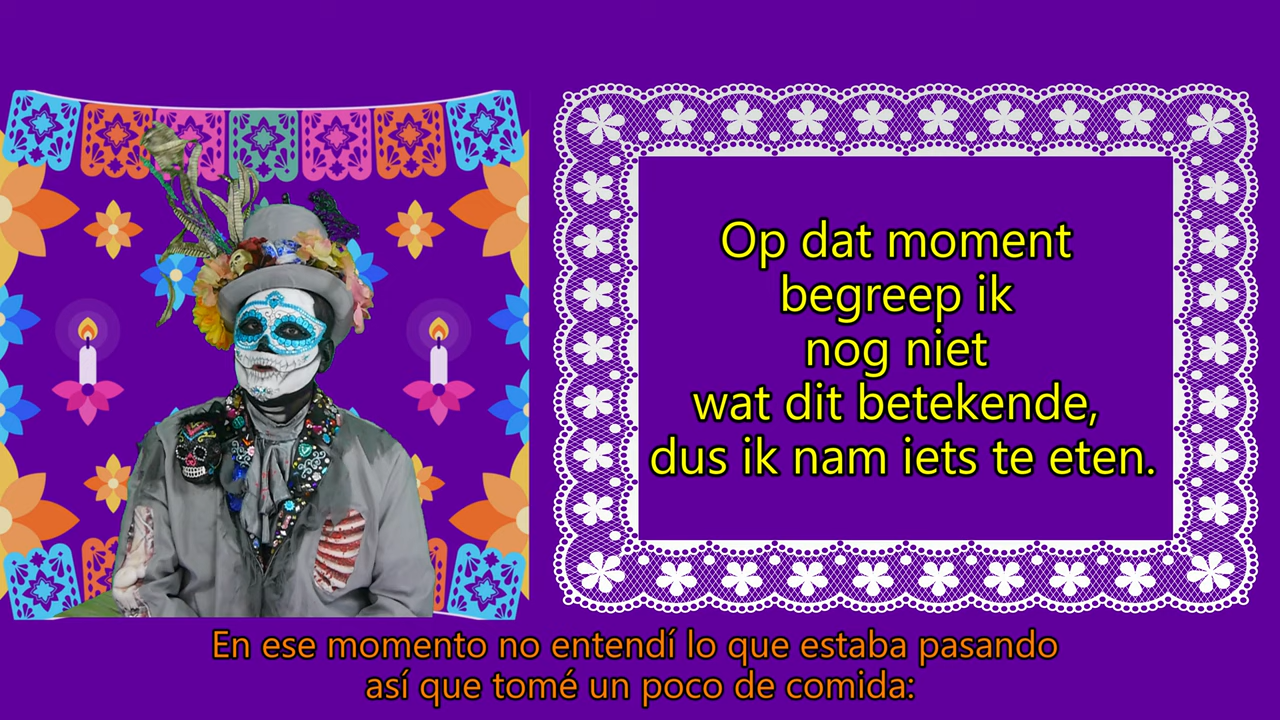 Op dat moment
begreep ik
nog niet
wat dit betekende,
dus ik nam iets te eten.
En ese momento no entendí lo que estaba pasando
así que tomé un poco de comida: